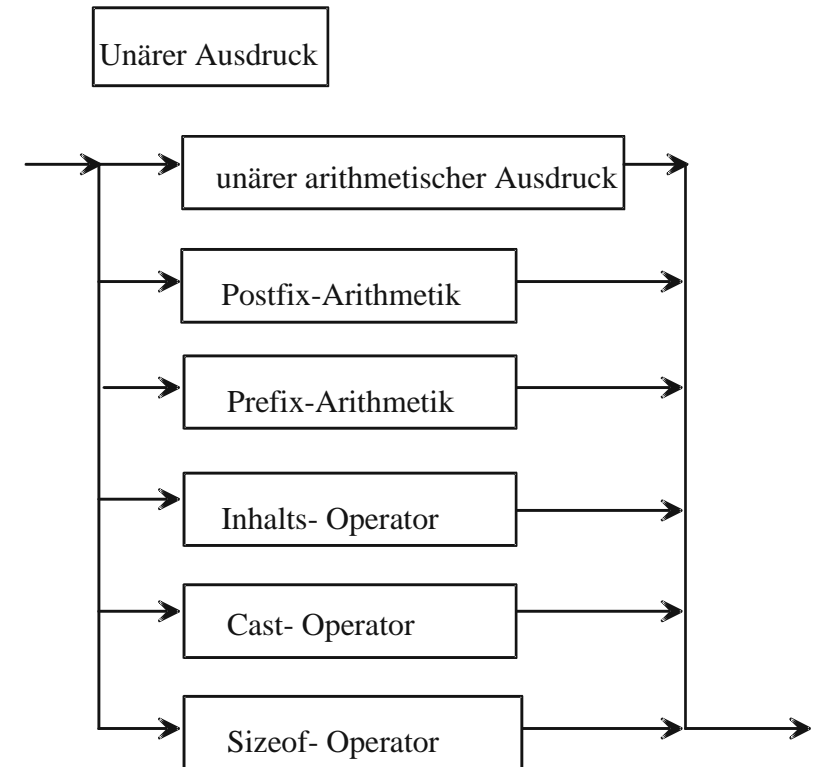 Unärer Ausdruck
unärer arithmetischer Ausdruck
Postfix-Arithmetik
Prefix-Arithmetik
Inhalts- Operator
Cast- Operator
Sizeof- Operator